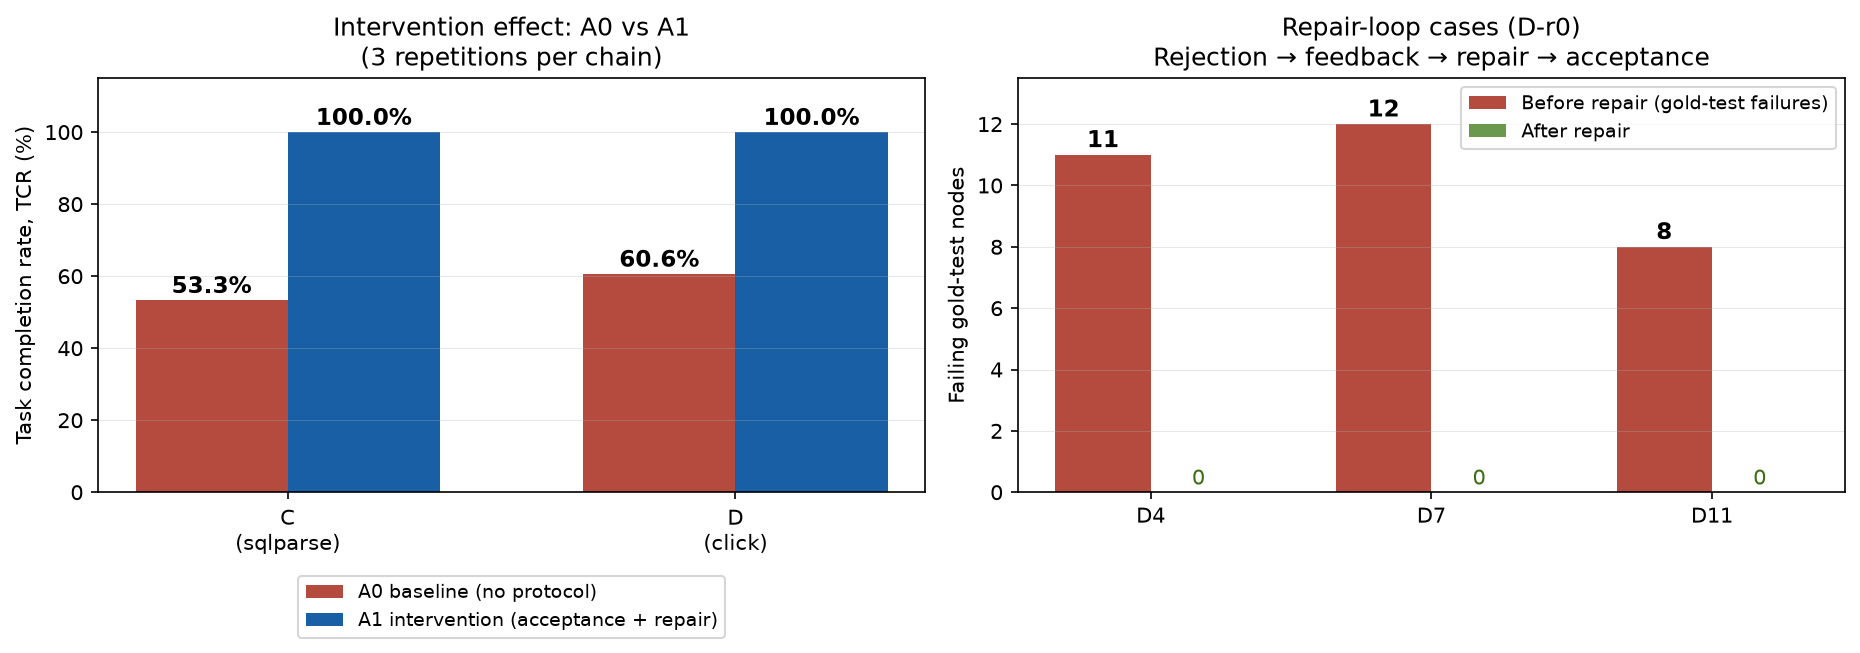 Intervention effect: A0 vs A1
(3 repetitions per chain)
Task completion rate, TCR (%)
100
80
60
40
20
0
53.3%
100.0%
60.6%
100.0%
C
(sqlparse)
D
(click)
A0 baseline (no protocol)
A1 intervention (acceptance + repair)
Repair-loop cases (D-r0)
Rejection → feedback → repair → acceptance
Failing gold-test nodes
12
10
8
6
4
2
0
Before repair (gold-test failures)
After repair
11
0
12
0
8
0
D4
D7
D11